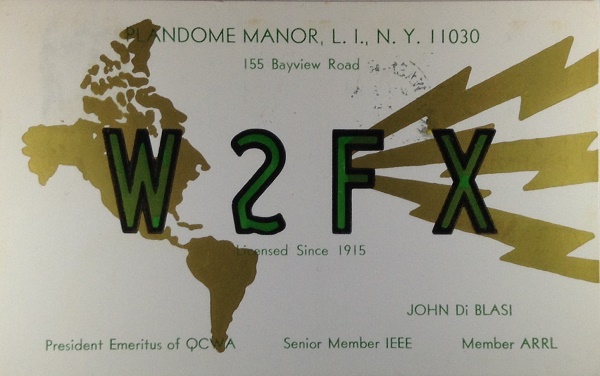 PLANDOME MANOR, L. I., N. Y. 11030
155 Bayview Road
W2FX
Licensed Since 1915
JOHN Di BLASI
President Emeritus of QCWA Senior Member IEEE Member ARRL